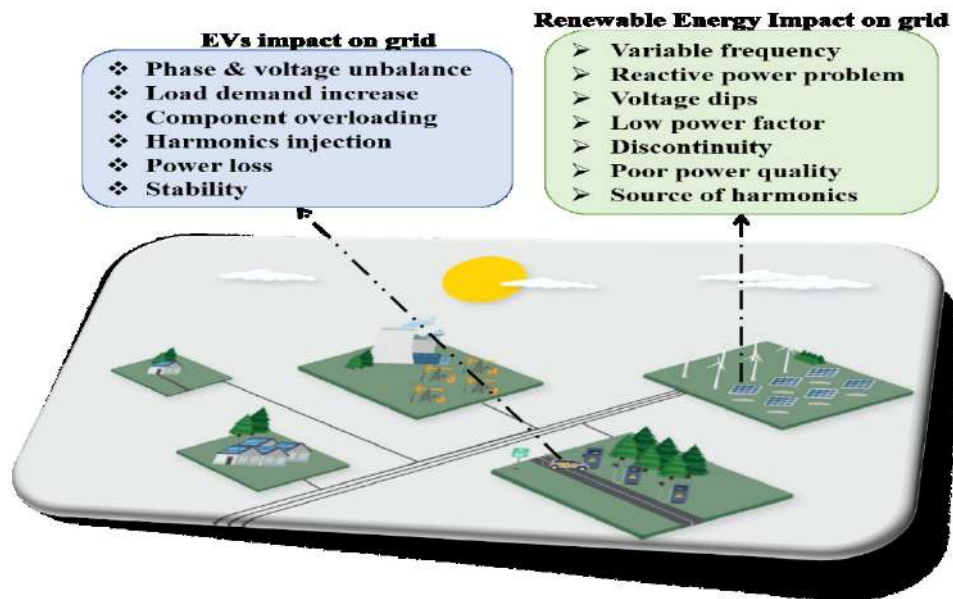 EVs impact on grid
❖ Phase & voltage unbalance
❖ Load demand increase
❖ Component overloading
❖ Harmonics injection
❖ Power loss
❖ Stability
Renewable Energy Impact on grid
➢ Variable frequency
➢ Reactive power problem
➢ Voltage dips
➢ Low power factor
➢ Discontinuity
➢ Poor power quality
➢ Source of harmonics